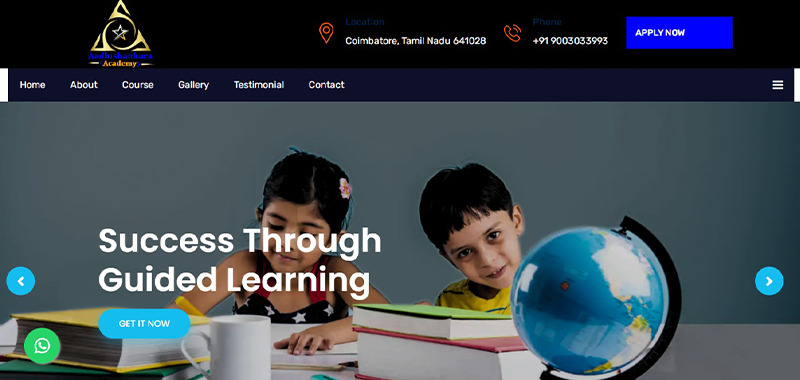 Location
Coimbatore, Tamil Nadu 641028
Phone
+91 9003033993
APPLY NOW
Academy
Home
About
Course
Gallery
Testimonial
Contact
Success Through
Guided Learning
GET IT NOW